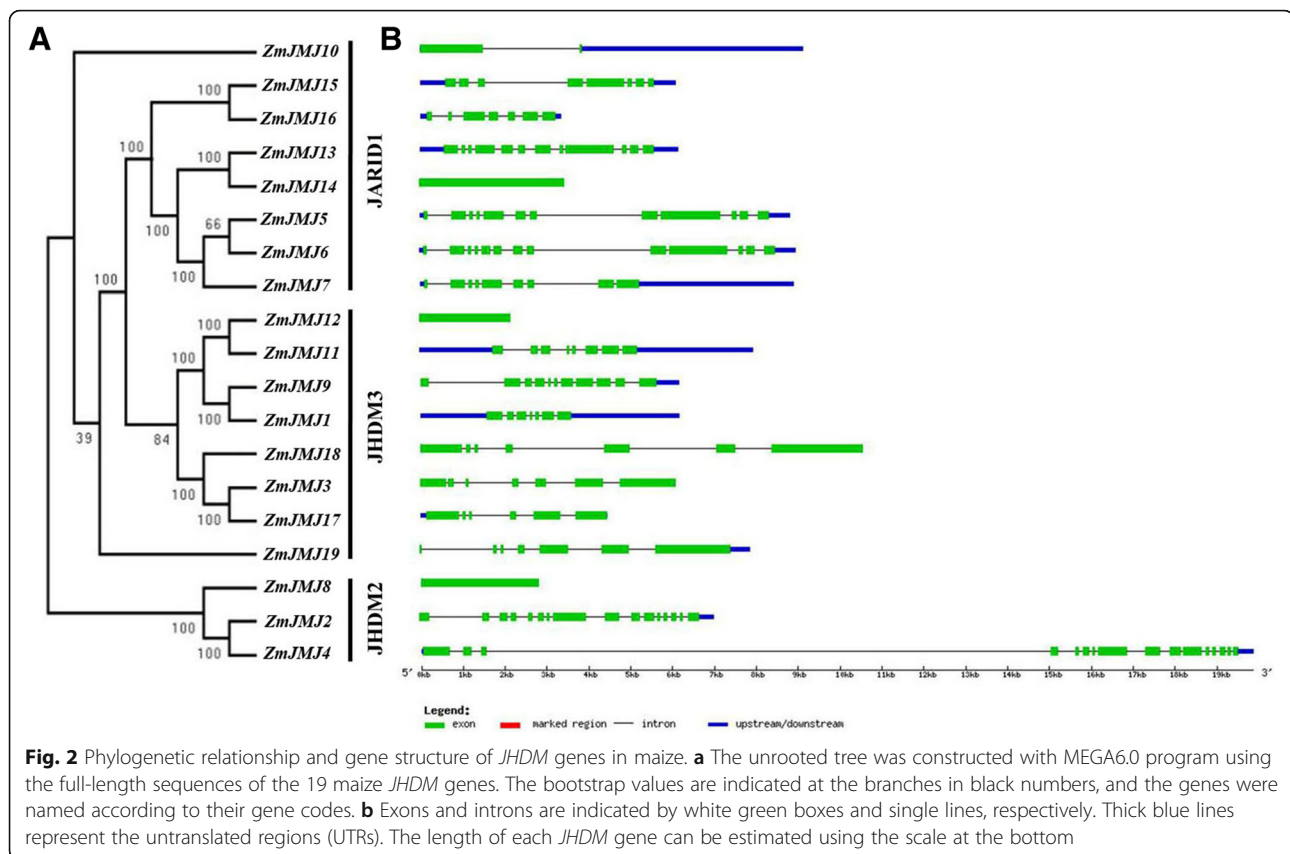 A
B
ZmJMJ10
ZmJMJ15
100
ZmJMJ16
100
ZmJMJ13
100
ZmJMJ14
100
ZmJMJ5
66
ZmJMJ6
100
ZmJMJ7
100
JARID1
ZmJMJ12
100
ZmJMJ11
100
ZmJMJ9
100
ZmJMJ1
84
39
ZmJMJ18
100
ZmJMJ3
100
ZmJMJ17
ZmJMJ19
JHDM3
ZmJMJ8
100
ZmJMJ2
100
ZmJMJ4
JHDM2
5' 0kb 1kb 2kb 3kb 4kb 5kb 6kb 7kb 8kb 9kb 10kb 11kb 12kb 13kb 14kb 15kb 16kb 17kb 18kb 19kb 3'
Legend:
exon marked region intron upstream/downstream
Fig. 2 Phylogenetic relationship and gene structure of JHDM genes in maize. a The unrooted tree was constructed with MEGA6.0 program using
the full-length sequences of the 19 maize JHDM genes. The bootstrap values are indicated at the branches in black numbers, and the genes were
named according to their gene codes. b Exons and introns are indicated by white green boxes and single lines, respectively. Thick blue lines
represent the untranslated regions (UTRs). The length of each JHDM gene can be estimated using the scale at the bottom